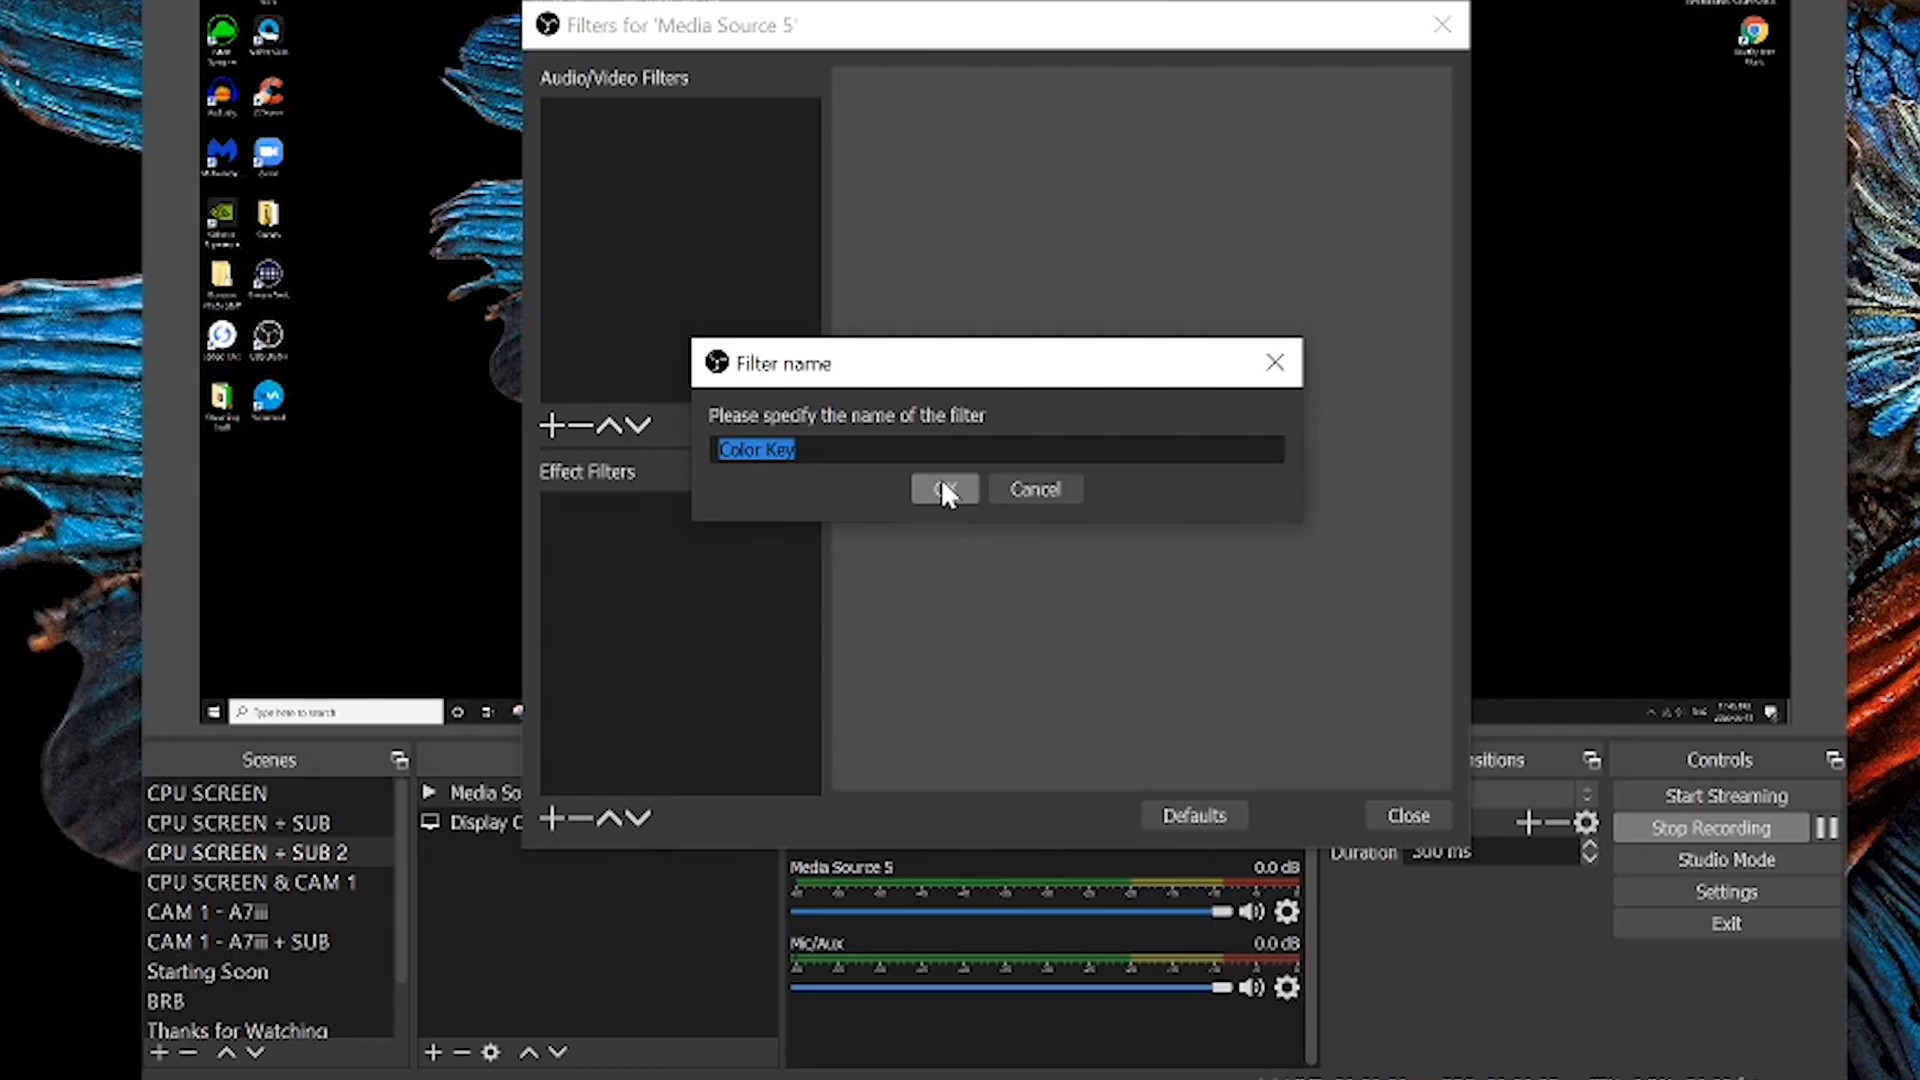 Filters for 'Media Source 5'
Audio/Video Filters
Filter name
Please specify the name of the filter
Color Key
Cancel
Effect Filters
Type here to search
Defaults
Close
Scenes
CPU SCREEN
CPU SCREEN + SUB
CPU SCREEN + SUB 2
CPU SCREEN & CAM 1
CAM 1 - A7iii
CAM 1 - A7iii + SUB
Starting Soon
BRB
Thanks for Watching
Media So
Display C
Media Source 5
0.0 dB
Mic/Aux
0.0 dB
sitions
Duration 300 ms
Controls
Start Streaming
Stop Recording
Studio Mode
Settings
Exit